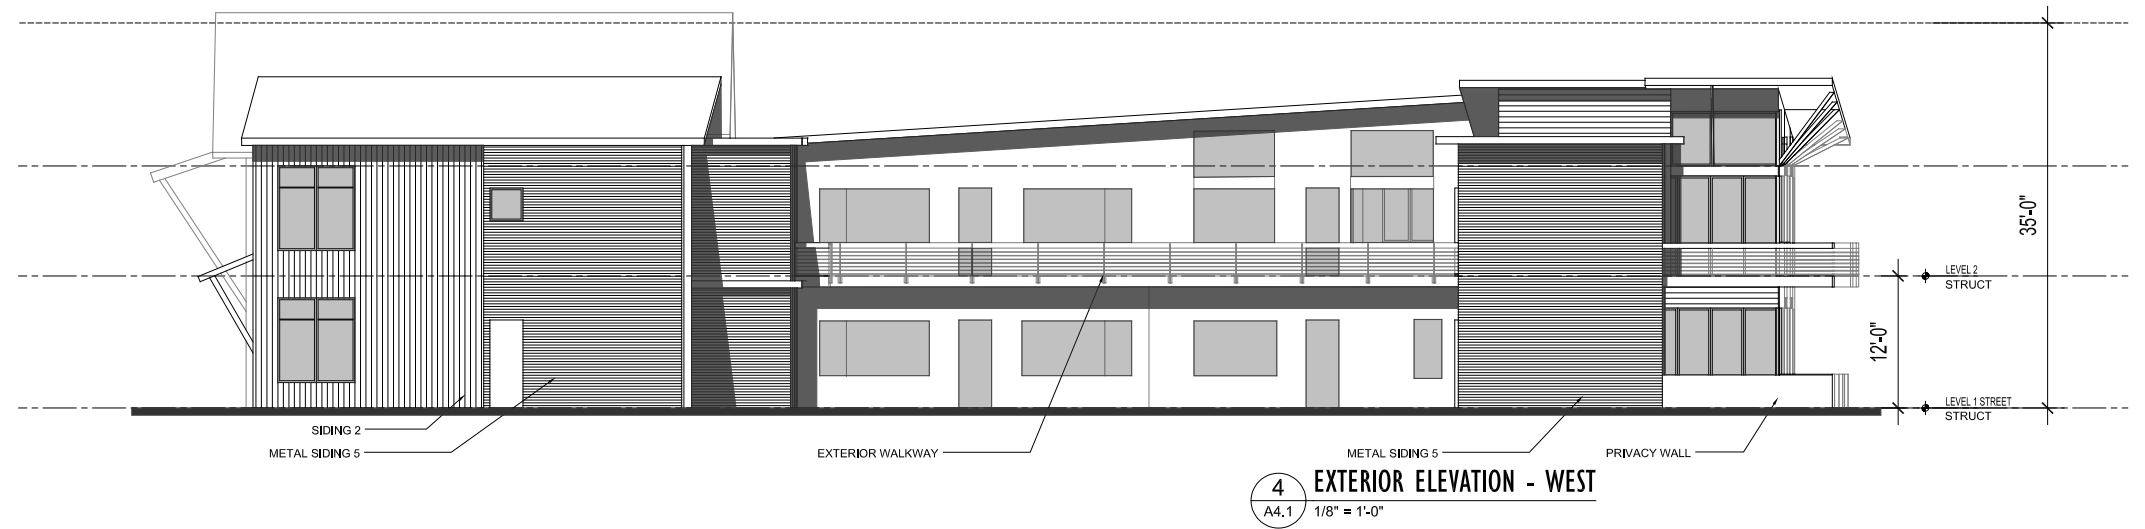 35'-0"
12'-0"
LEVEL 2
STRUCT
LEVEL 1 STREET
STRUCT
SIDING 2
METAL SIDING 5
EXTERIOR WALKWAY
METAL SIDING 5
PRIVACY WALL
4
A4.1
EXTERIOR ELEVATION - WEST
1/8" = 1'-0"